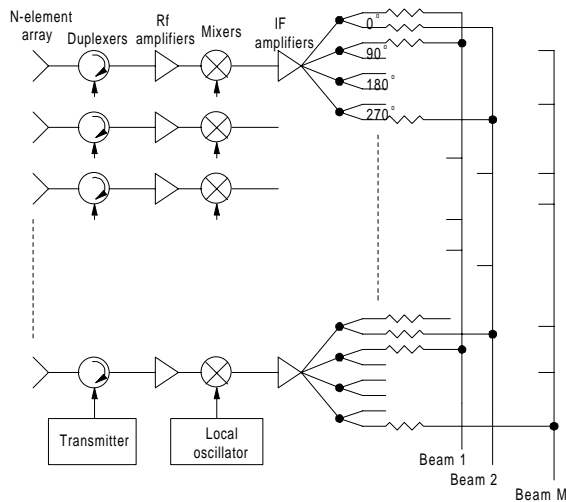 N-element
array
Duplexers
Rf
amplifiers
Mixers
IF
amplifiers
0°
90°
180°
270°
Transmitter
Local
oscillator
Beam 1
Beam 2
Beam M